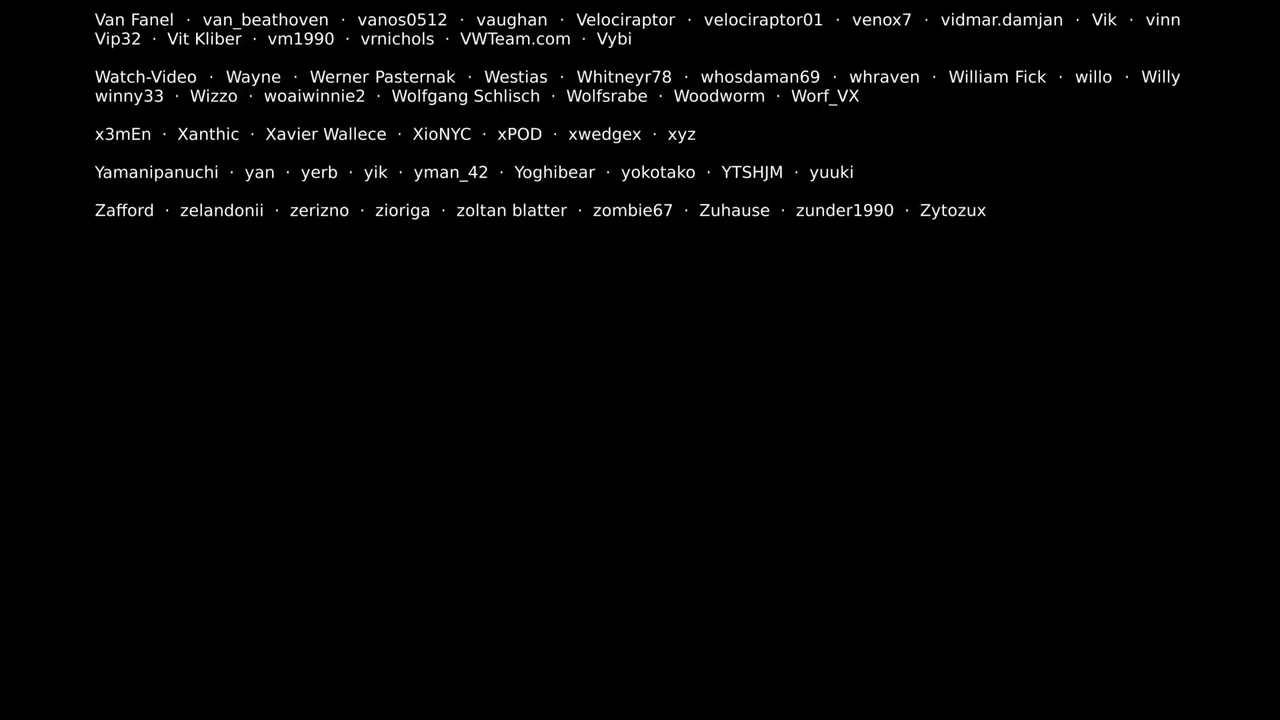 Van Fanel · van_beathoven · vanos0512 · vaughan · Velociraptor · velociraptor01 · venox7 · vidmar.damjan · Vik · vinn
Vip32 · Vit Kliber · vm1990 · vrnichols · VWTeam.com · Vybi
Watch-Video · Wayne · Werner Pasternak · Westias · Whitneyr78 · whosdaman69 · whraven · William Fick · willo · Willy
winny33 · Wizzo · woaiwinnie2 · Wolfgang Schlisch · Wolfsrabe · Woodworm · Worf_VX
x3mEn · Xanthic · Xavier Wallece · XioNYC · xPOD · xwedgex · xyz
Yamanipanuchi · yan · yerb · yik · yman_42 · Yoghibear · yokotako · YTSHJM · yuuki
Zafford · zelandonii · zerizno · zioriga · zoltan blatter · zombie67 · Zuhause · zunder1990 · Zytozux